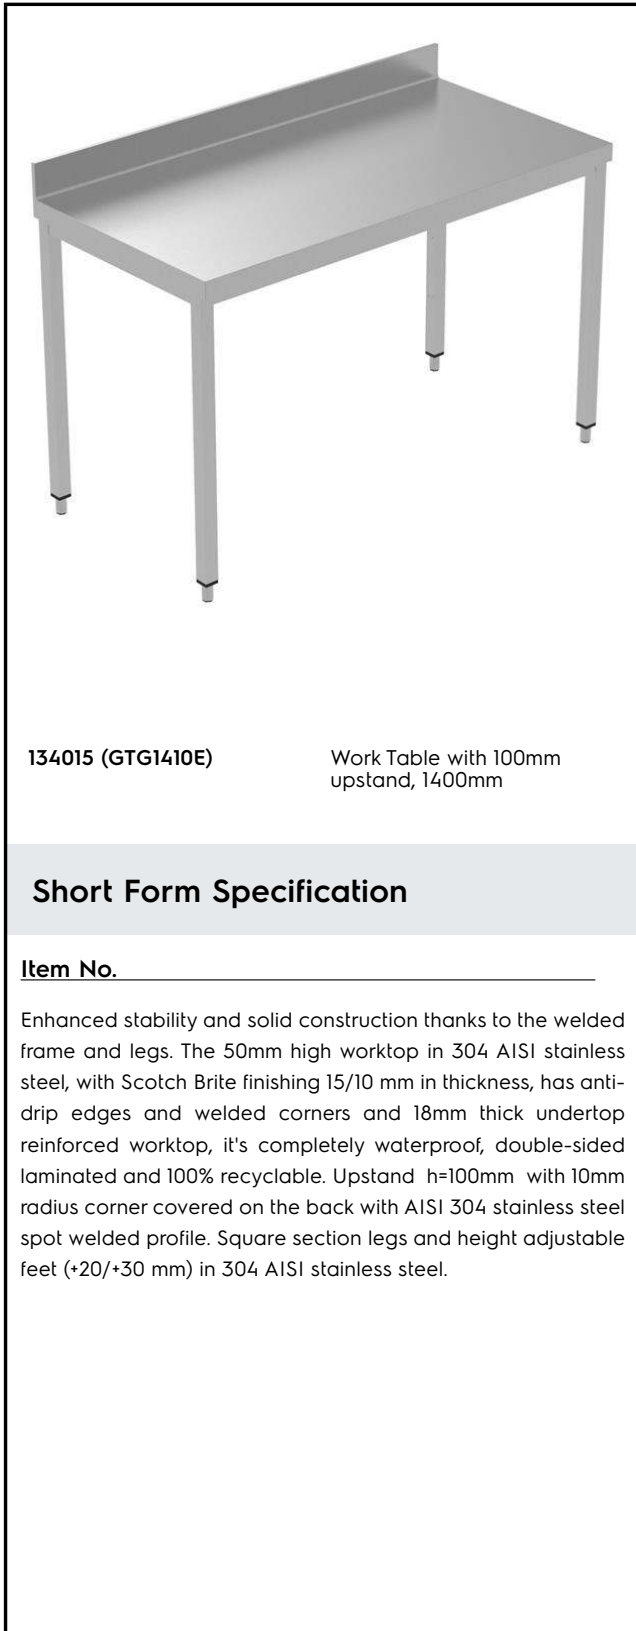 134015 (GTG1410E)
Work Table with 100mm
upstand, 1400mm
Short Form Specification
Item No.
Enhanced stability and solid construction thanks to the welded
frame and legs. The 50mm high worktop in 304 AISI stainless
steel, with Scotch Brite finishing 15/10 mm in thickness, has anti-
drip edges and welded corners and 18mm thick undertop
reinforced worktop, it's completely waterproof, double-sided
laminated and 100% recyclable. Upstand  h=100mm  with 10mm
radius corner covered on the back with AISI 304 stainless steel
spot welded profile. Square section legs and height adjustable
feet (+20/+30 mm) in 304 AISI stainless steel.